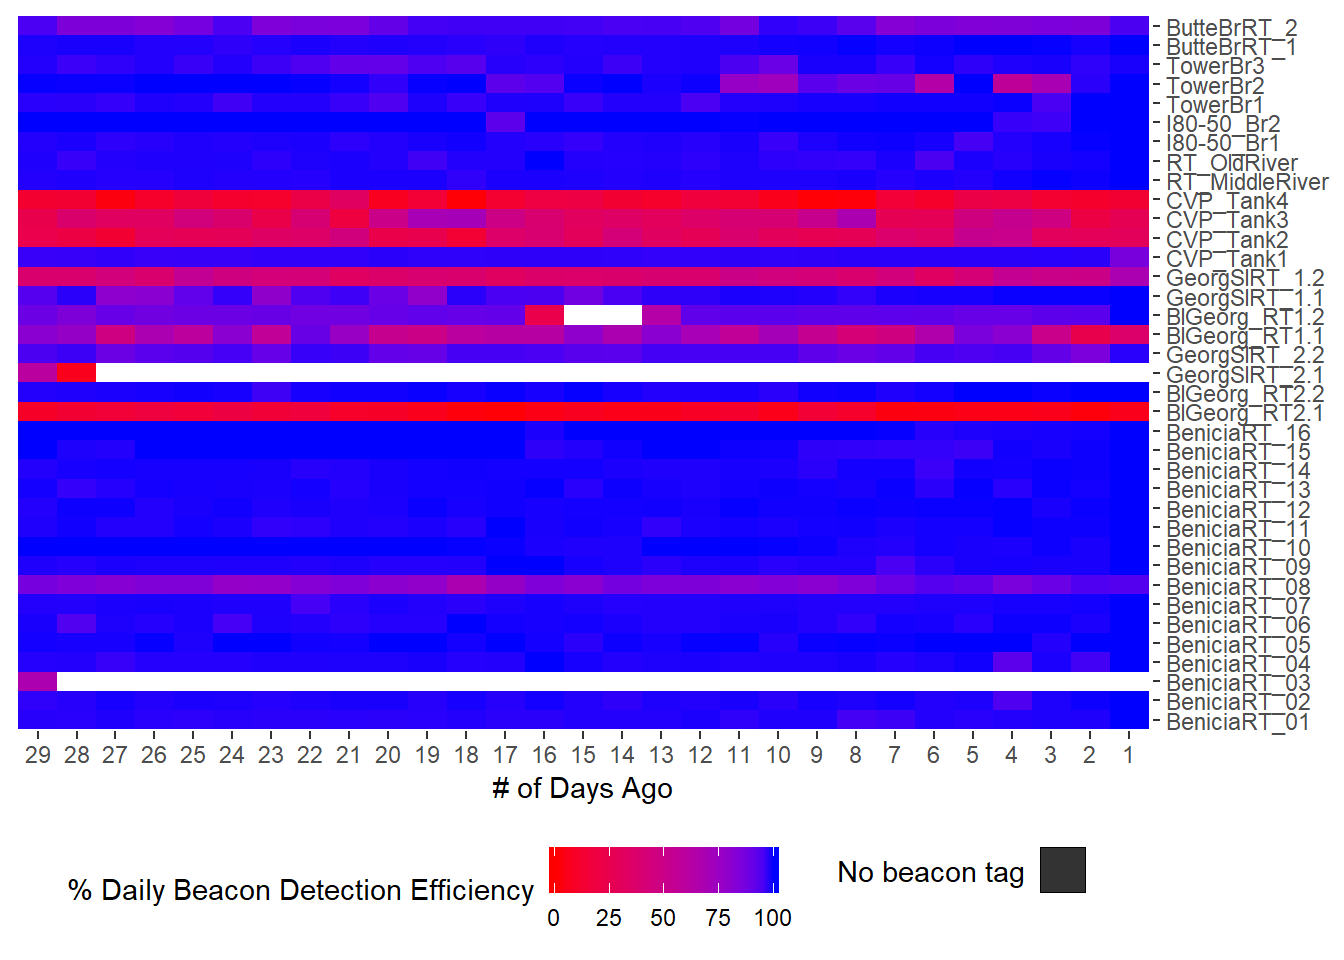 ButteBrRT_2
ButteBrRT_1
TowerBr3
TowerBr2
TowerBr1
I80-50_Br2
I80-50_Br1
RT_OldRiver
RT_MiddleRiver
CVP_Tank4
CVP_Tank3
CVP_Tank2
CVP_Tank1
GeorgSlRT_1.2
GeorgSlRT_1.1
BlGeorg_RT1.2
BlGeorg_RT1.1
GeorgSlRT_2.2
GeorgSlRT_2.1
BlGeorg_RT2.2
BlGeorg_RT2.1
BeniciaRT_16
BeniciaRT_15
BeniciaRT_14
BeniciaRT_13
BeniciaRT_12
BeniciaRT_11
BeniciaRT_10
BeniciaRT_09
BeniciaRT_08
BeniciaRT_07
BeniciaRT_06
BeniciaRT_05
BeniciaRT_04
BeniciaRT_03
BeniciaRT_02
BeniciaRT_01
29 28 27 26 25 24 23 22 21 20 19 18 17 16 15 14 13 12 11 10 9 8 7 6 5 4 3 2 1
# of Days Ago
% Daily Beacon Detection Efficiency
0 25 50 75 100
No beacon tag